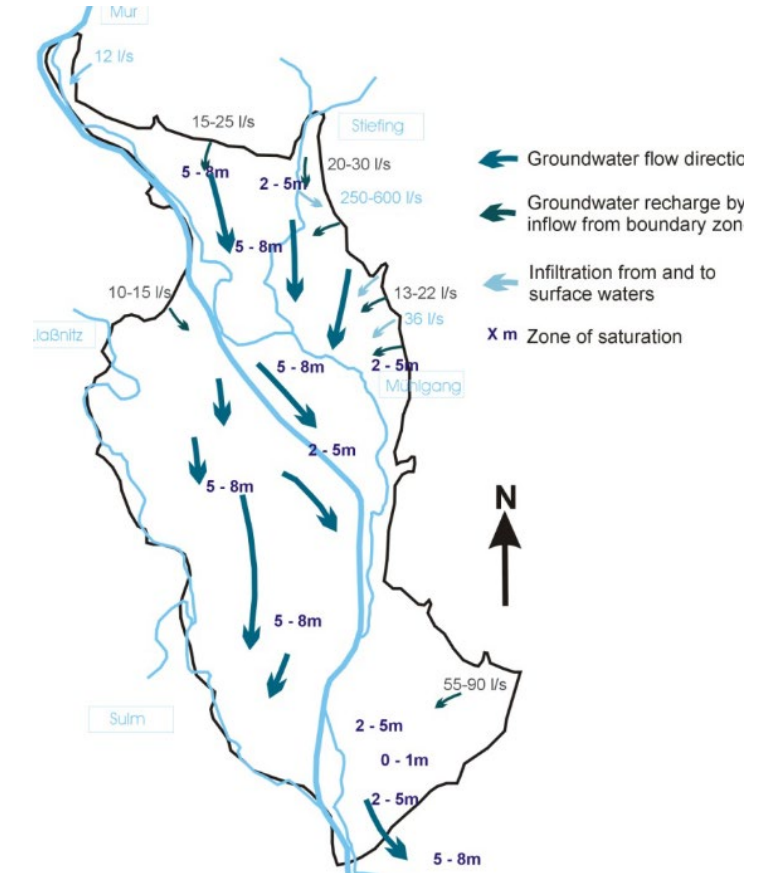 Mur
12 l/s
15-25 l/s
Stiefing
5 - 8m
2 - 5m
20-30 l/s
250-600 l/s
5 - 8m
10-15 l/s
13-22 l/s
36 l/s
.laßnitz
5 - 8m
2 - 5m
Mühlgang
2 - 5m
5 - 8m
5 - 8m
Sulm
55-90 l/s
2 - 5m
0 - 1m
2 - 5m
5 - 8m
Groundwater flow directio
Groundwater recharge by
inflow from boundary zon
Infiltration from and to
surface waters
X m Zone of saturation
N